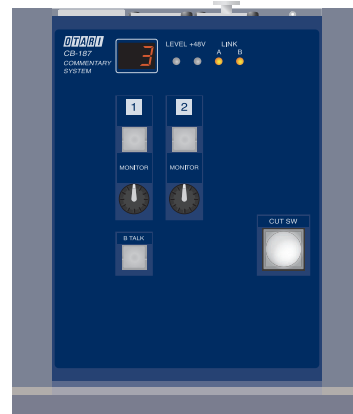 OTARI
CB-187
COMMENTARY
SYSTEM
3
LEVEL +48V LINK
A B
1 2
MONITOR MONITOR
B TALK
CUT SW